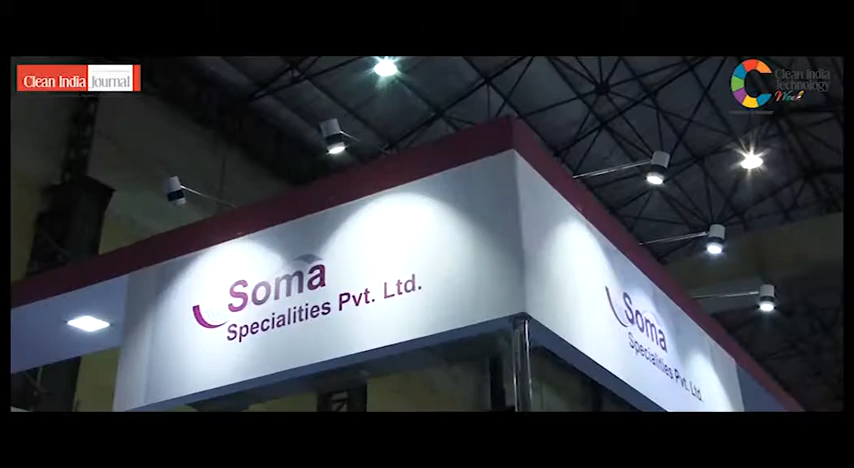 Clean India Journal
Clean India
Technology
Week
Soma
Specialities Pvt. Ltd.
Soma
Specialities Pvt. Ltd.